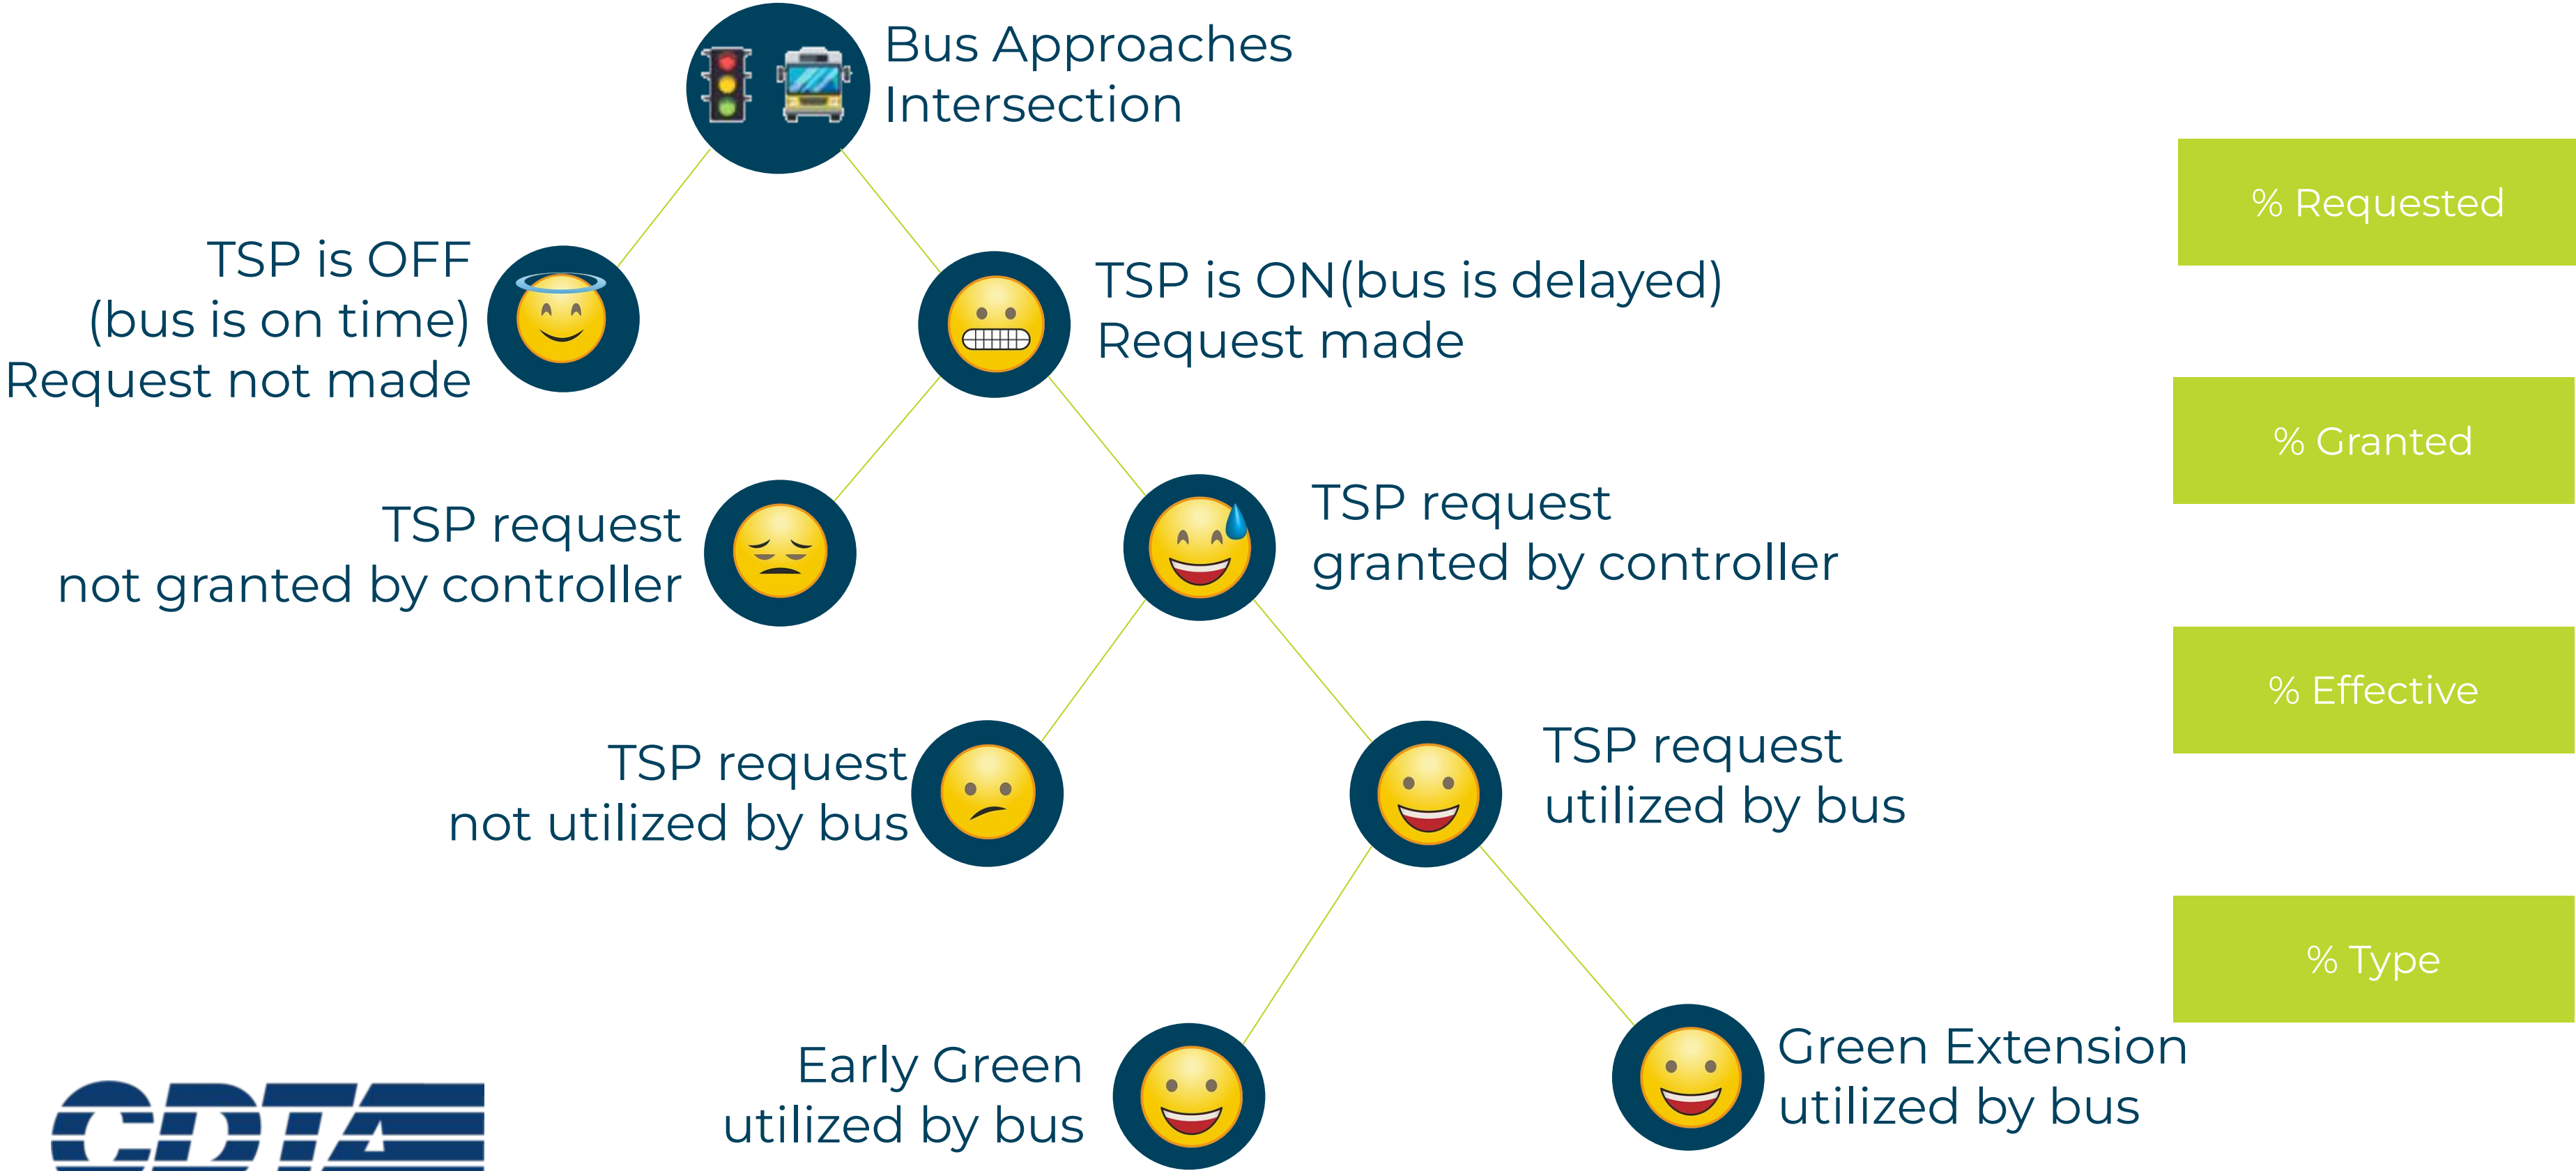 Bus Approaches
Intersection
% Requested
TSP is OFF
(bus is on time)
Request not made
TSP is ON(bus is delayed)
Request made
% Granted
TSP request
not granted by controller
TSP request
granted by controller
% Effective
TSP request
not utilized by bus
TSP request
utilized by bus
% Type
Early Green
utilized by bus
Green Extension
utilized by bus
CDTA